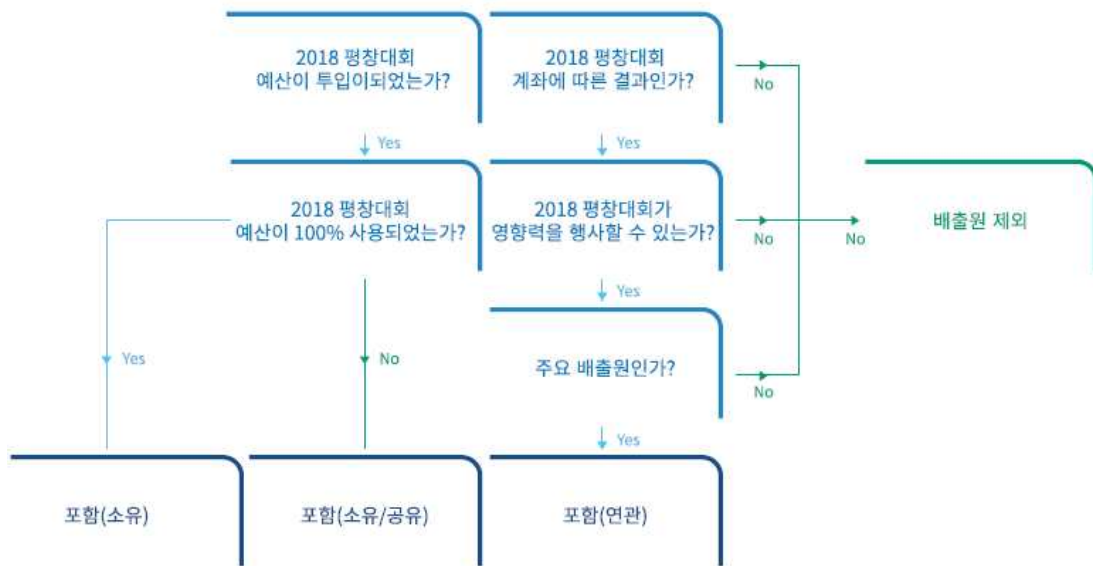 2018 평창대회
예산이 투입이되었는가?
2018 평창대회
계좌에 따른 결과인가?
No
Yes
Yes
2018 평창대회
예산이 100% 사용되었는가?
2018 평창대회가
영향력을 행사할 수 있는가?
No
No
배출원 제외
Yes
Yes
No
주요 배출원인가?
No
Yes
포함(소유)
포함(소유/공유)
포함(연관)